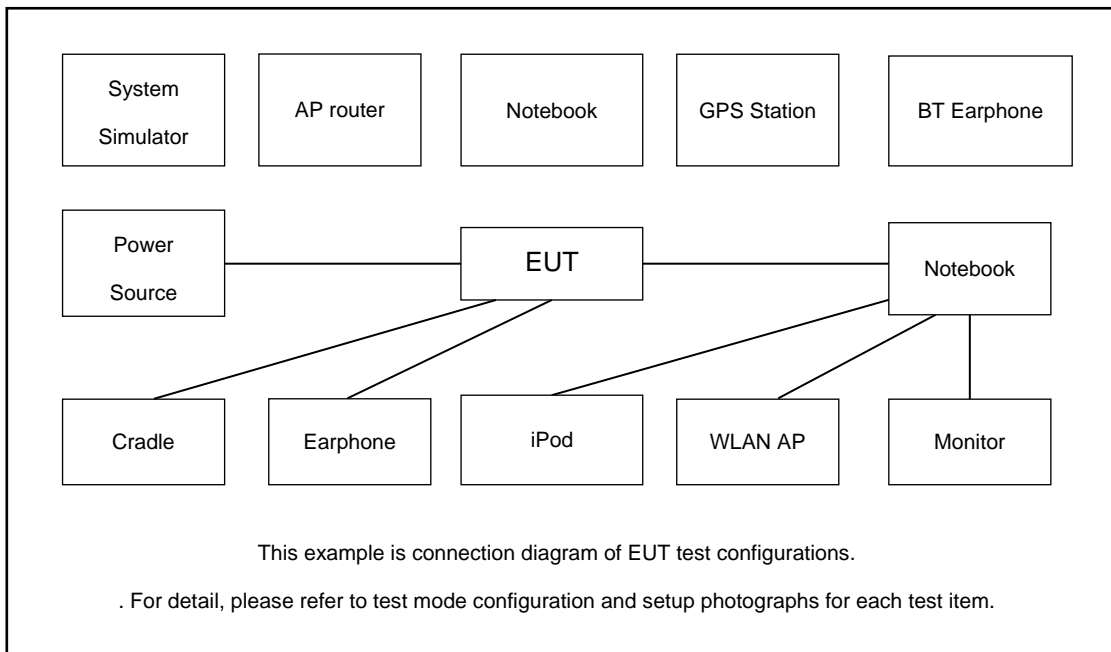 System
Simulator
AP router
Notebook
GPS Station
BT Earphone
Power
Source
EUT
Notebook
Cradle
Earphone
iPod
WLAN AP
Monitor
This example is connection diagram of EUT test configurations.
. For detail, please refer to test mode configuration and setup photographs for each test item.